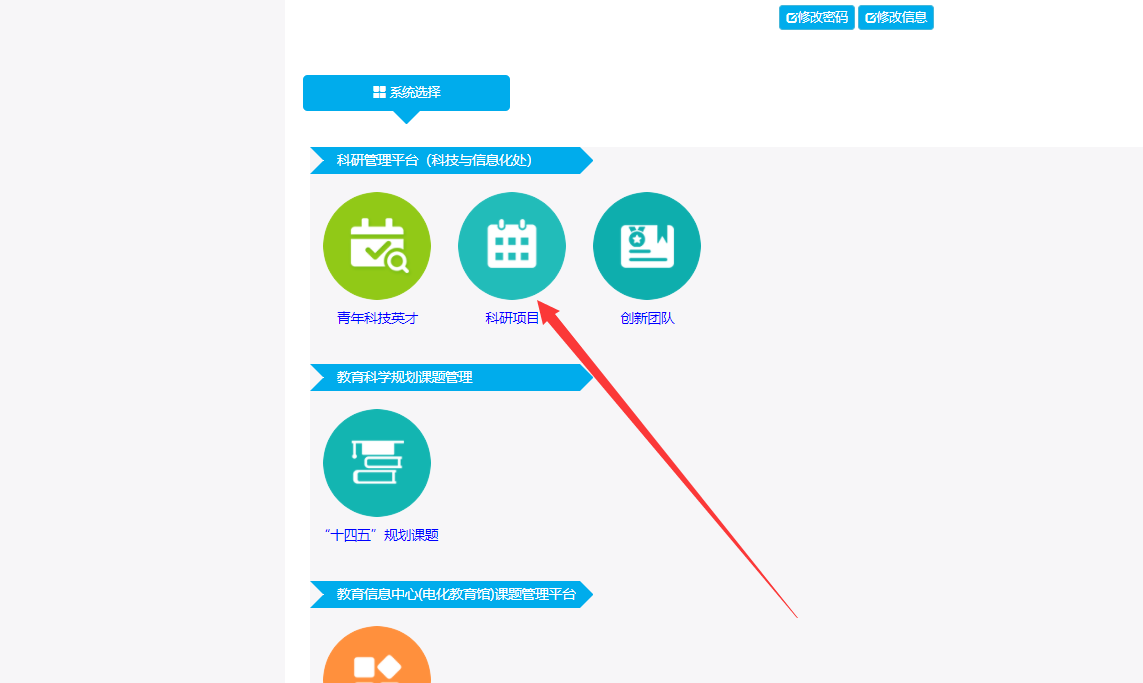 修改密码 修改信息
系统选择
科研管理平台（科技与信息化处）
青年科技英才 科研项目 创新团队
教育科学规划课题管理
“十四五”规划课题
教育信息中心(电化教育馆)课题管理平台